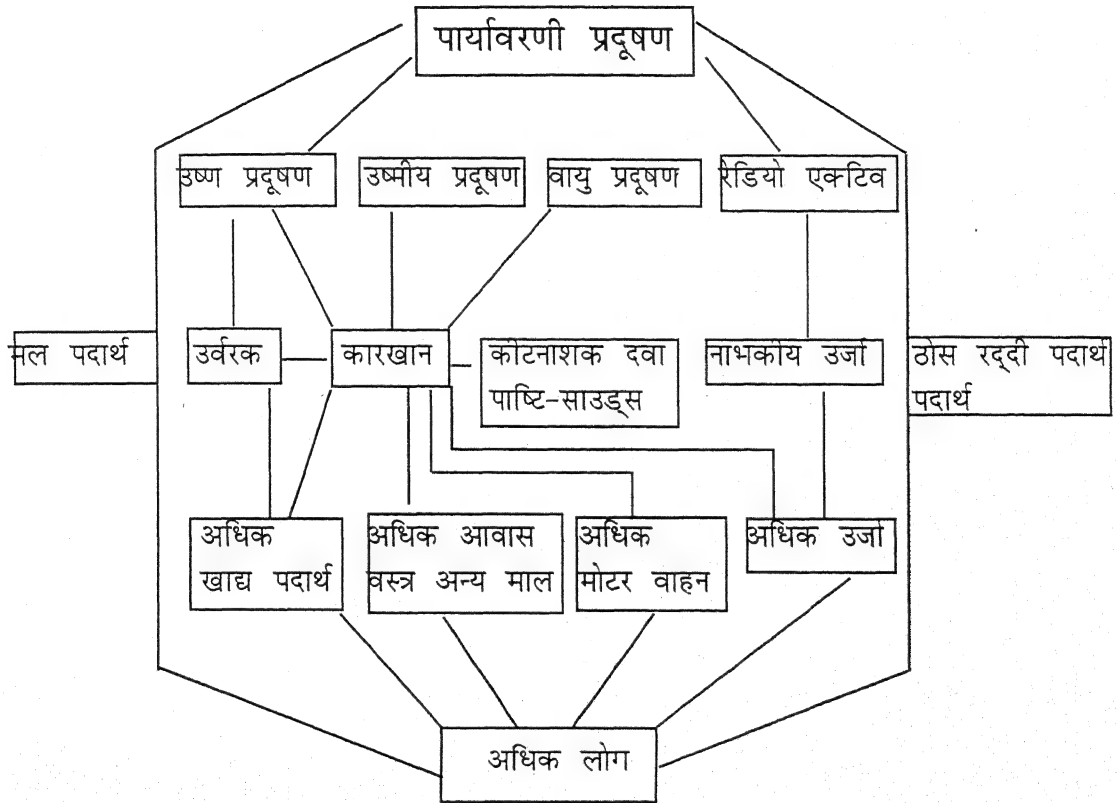 पार्यावरणी प्रदूषण
उष्ण प्रदूषण
उष्मीय प्रदूषण
वायु प्रदूषण
रेडियो एक्टिव
मल पदार्थ
उर्वरक
कारखान
कीटनाशक दवा
पाष्टि-साउड्स
नाभकीय उर्जा
ठोस रद्दी पदार्थ
पदार्थ
अधिक
खाद्य पदार्थ
अधिक आवास
वस्त्र अन्य माल
अधिक
मोटर वाहन
अधिक उर्जा
अधिक लोग